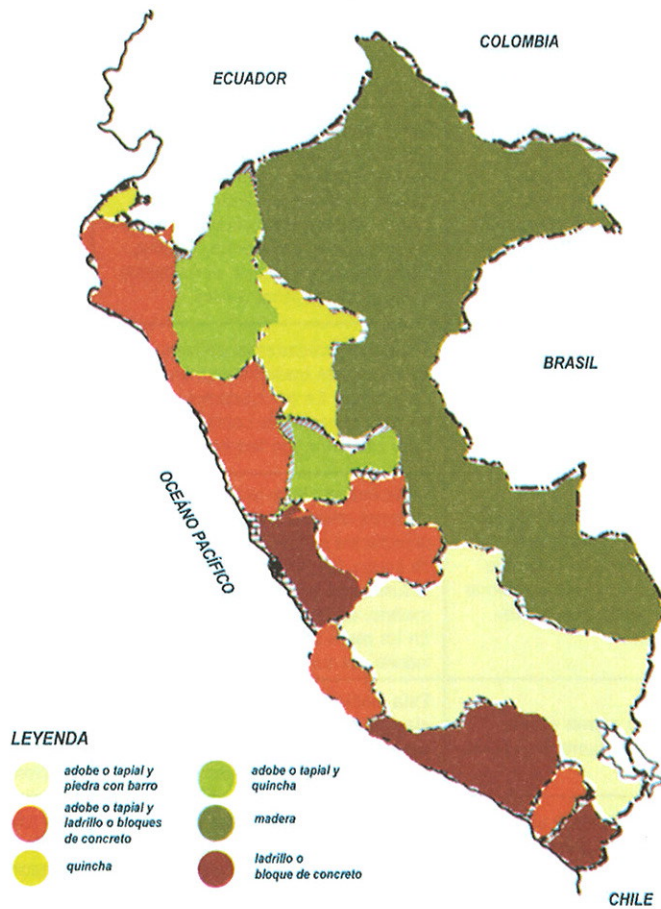 COLOMBIA
ECUADOR
BRASIL
OCEÁNO PACÍFICO
LEYENDA
adobe o tapial y
piedra con barro
adobe o tapial y
ladrillo o bloques
de concreto
quincha
adobe o tapial y
quincha
madera
ladrillo o
bloque de concreto
CHILE